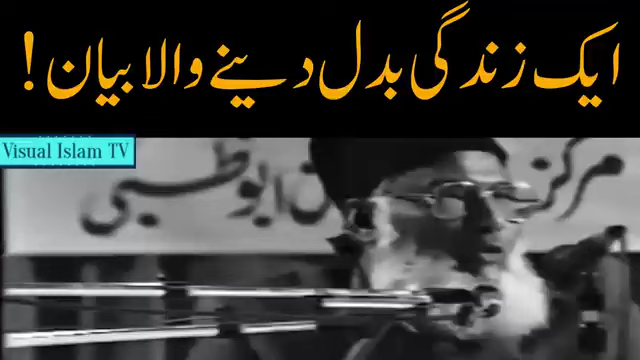 ایک زندگی بدل دینے والا بیان !
Visual Islam TV
مرکز
ن ابوظبی